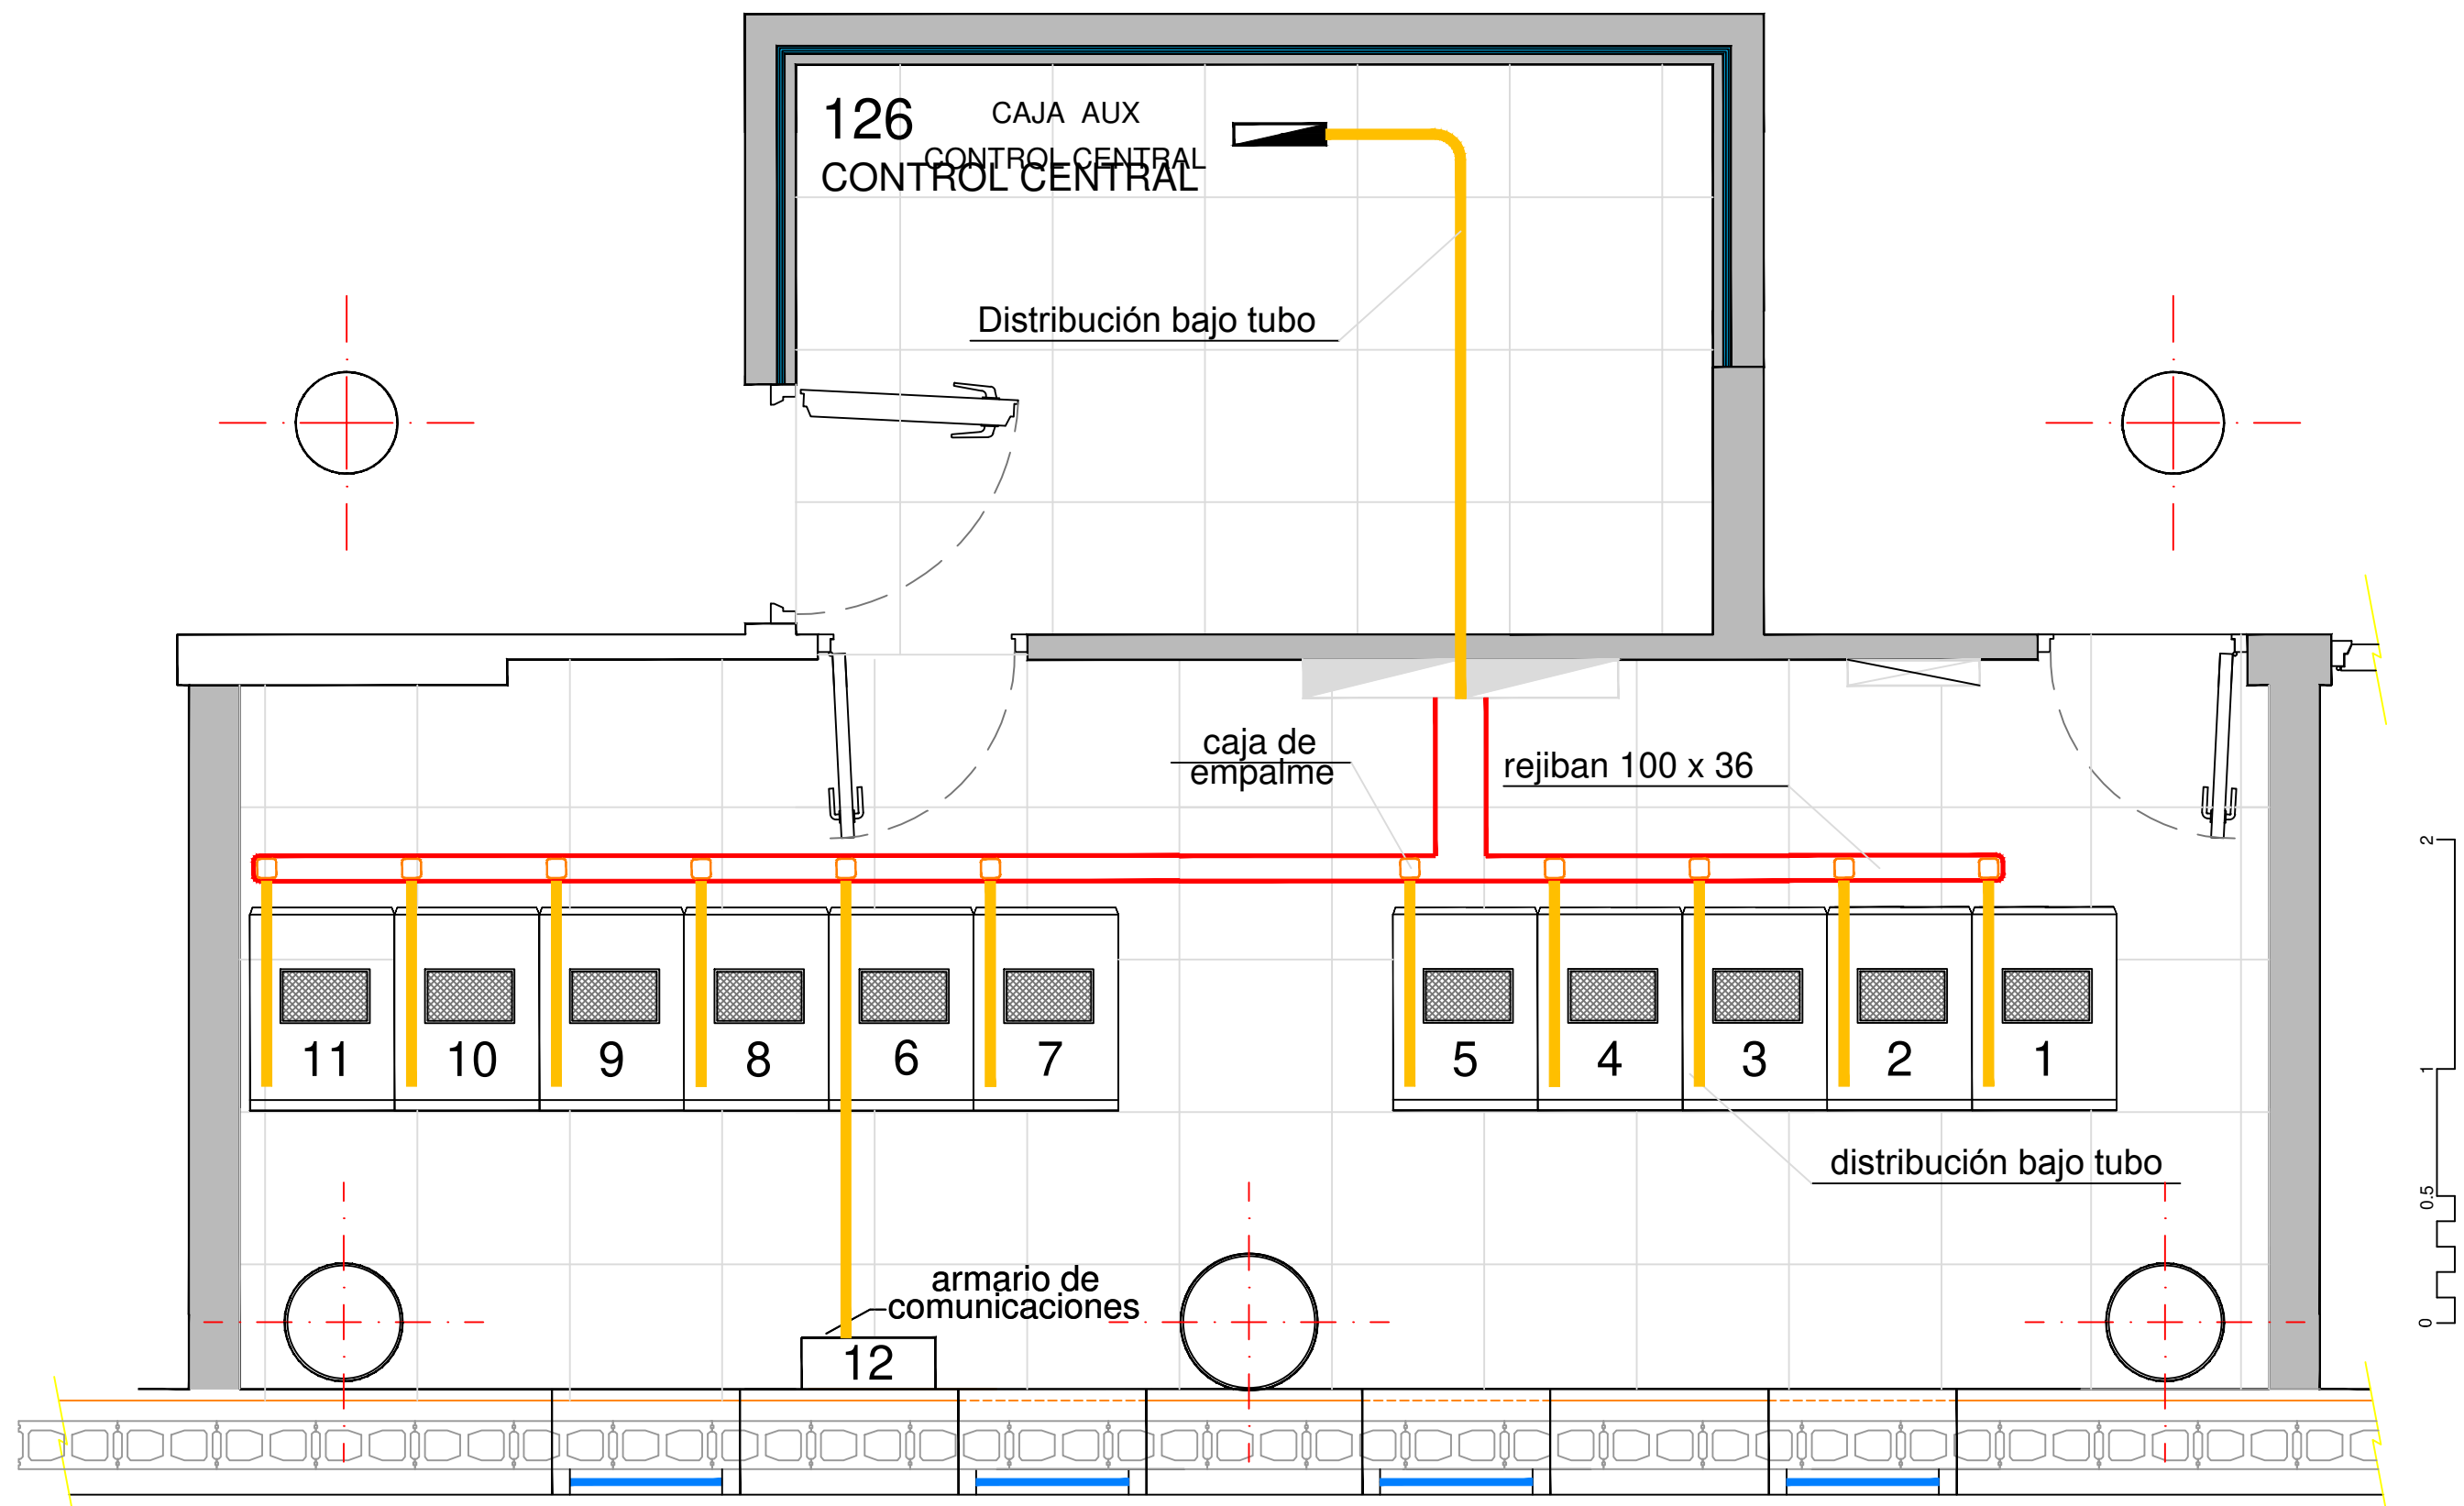 126
CAJA AUX
CONTROL CENTRAL
CONTROL CENTRAL
Distribución bajo tubo
caja de
empalme
rejiban 100 x 36
11 10 9 8 6 7 5 4 3 2 1
distribución bajo tubo
armario de
comunicaciones
12
2
1
0.5
0